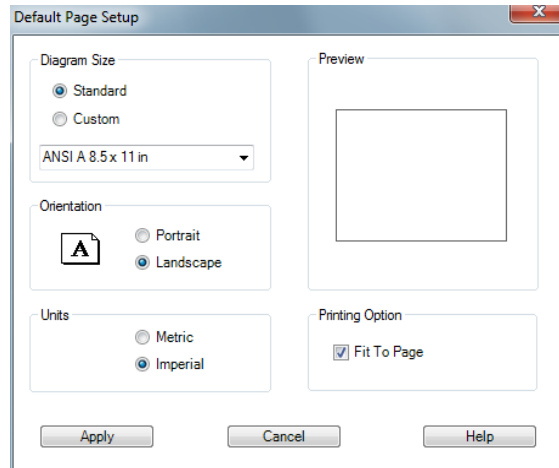 Default Page Setup
x
Diagram Size
Standard
Custom
ANSI A 8.5 x 11 in
Orientation
A
Portrait
Landscape
Units
Metric
Imperial
Preview
Printing Option
Fit To Page
Apply
Cancel
Help